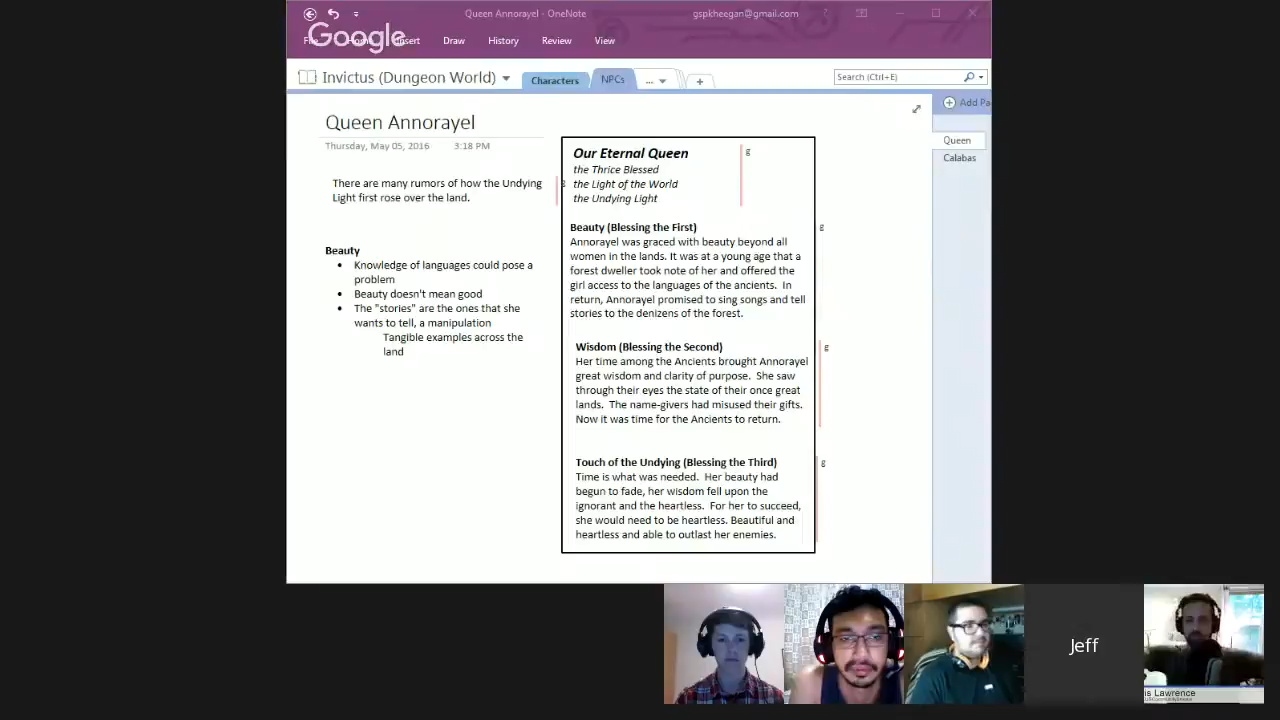 Queen Annorayel - OneNote
gspkheegan@gmail.com
Google
Insert
Draw
History
Review
View
Invictus (Dungeon World)
Characters
NPCs
...
+
Search (Ctrl+E)
Add Pa
Queen
Calabas
Queen Annorayel
Thursday, May 05, 2016
3:18 PM
There are many rumors of how the Undying
Light first rose over the land.
g
Beauty
• Knowledge of languages could pose a
problem
• Beauty doesn't mean good
• The "stories" are the ones that she
wants to tell, a manipulation
Tangible examples across the
land
Our Eternal Queen
g
the Thrice Blessed
the Light of the World
the Undying Light
Beauty (Blessing the First)
g
Annorayel was graced with beauty beyond all
women in the lands. It was at a young age that a
forest dweller took note of her and offered the
girl access to the languages of the ancients. In
return, Annorayel promised to sing songs and tell
stories to the denizens of the forest.
Wisdom (Blessing the Second)
g
Her time among the Ancients brought Annorayel
great wisdom and clarity of purpose. She saw
through their eyes the state of their once great
lands. The name-givers had misused their gifts.
Now it was time for the Ancients to return.
Touch of the Undying (Blessing the Third)
g
Time is what was needed. Her beauty had
begun to fade, her wisdom fell upon the
ignorant and the heartless. For her to succeed,
she would need to be heartless. Beautiful and
heartless and able to outlast her enemies.
Jeff
is Lawrence